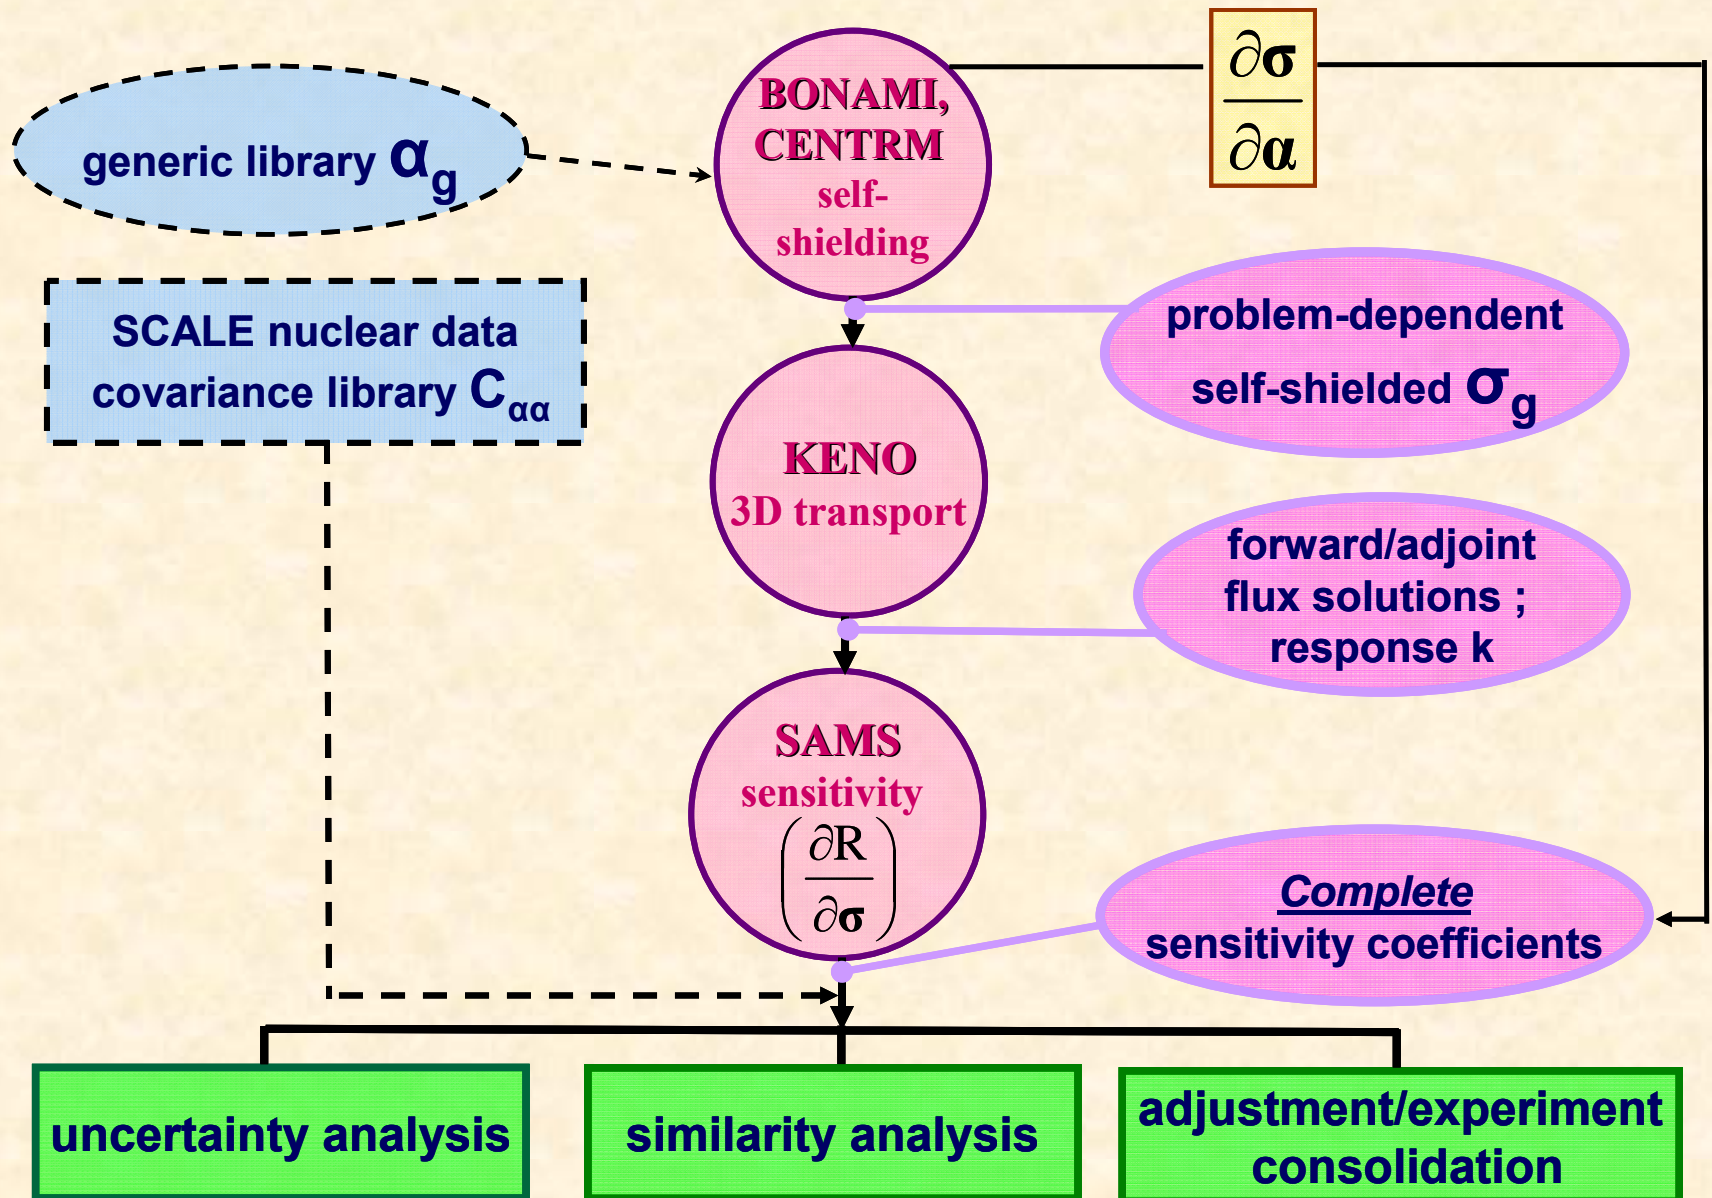 generic library αg
SCALE nuclear data
covariance library Cαα
BONAMI,
CENTRM
self-
shielding
∂σ
∂α
problem-dependent
self-shielded σg
KENO
3D transport
forward/adjoint
flux solutions ;
response k
SAMS
sensitivity
(∂R
∂σ)
Complete
sensitivity coefficients
uncertainty analysis
similarity analysis
adjustment/experiment
consolidation